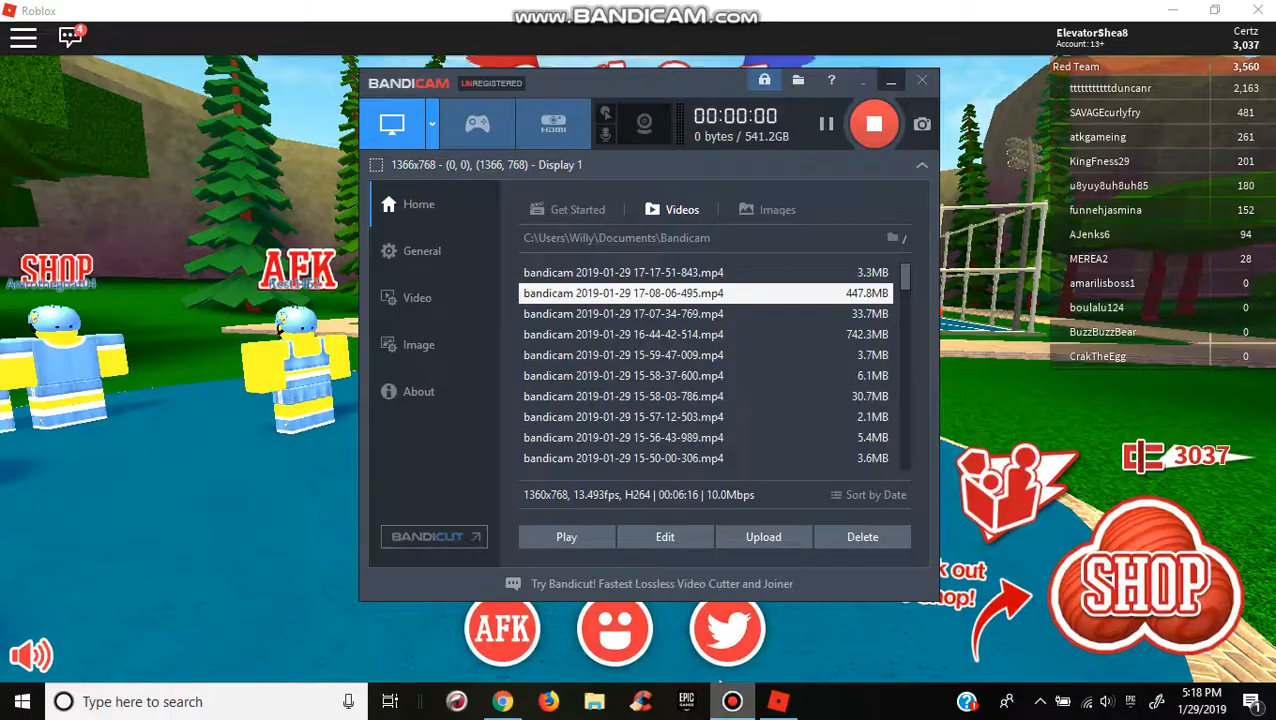 Roblox
www.BANDICAM.com
4
Elevator$hea8
Account: 13+
Certz
3,037
Red Team 3,560
ttttttttttttduncanr 2,163
SAVAGEcurlyfry 481
atkgameing 261
KingFness29 201
u8yuy8uh8uh85 180
funnehjasmina 152
AJenks6 94
MEREA2 28
amarilisboss1 0
boulalu124 0
BuzzBuzzBear 0
CrakTheEgg 0
BANDICAM UNREGISTERED
?
HDMI
00:00:00
0 bytes / 541.2GB
1366x768 - (0, 0), (1366, 768) - Display 1
Home
General
Video
Image
About
BANDICUT
Get Started
Videos
Images
C:\Users\Willy\Documents\Bandicam
bandicam 2019-01-29 17-17-51-843.mp4 3.3MB
bandicam 2019-01-29 17-08-06-495.mp4 447.8MB
bandicam 2019-01-29 17-07-34-769.mp4 33.7MB
bandicam 2019-01-29 16-44-42-514.mp4 742.3MB
bandicam 2019-01-29 15-59-47-009.mp4 3.7MB
bandicam 2019-01-29 15-58-37-600.mp4 6.1MB
bandicam 2019-01-29 15-58-03-786.mp4 30.7MB
bandicam 2019-01-29 15-57-12-503.mp4 2.1MB
bandicam 2019-01-29 15-56-43-989.mp4 5.4MB
bandicam 2019-01-29 15-50-00-306.mp4 3.6MB
1360x768, 13.493fps, H264 | 00:06:16 | 10.0Mbps
Sort by Date
Play
Edit
Upload
Delete
Try Bandicut! Fastest Lossless Video Cutter and Joiner
SHOP
AFK
3037
k out
SHOP
AFK
Type here to search
EPIC
GAMES
5:18 PM
1/29/2019
1